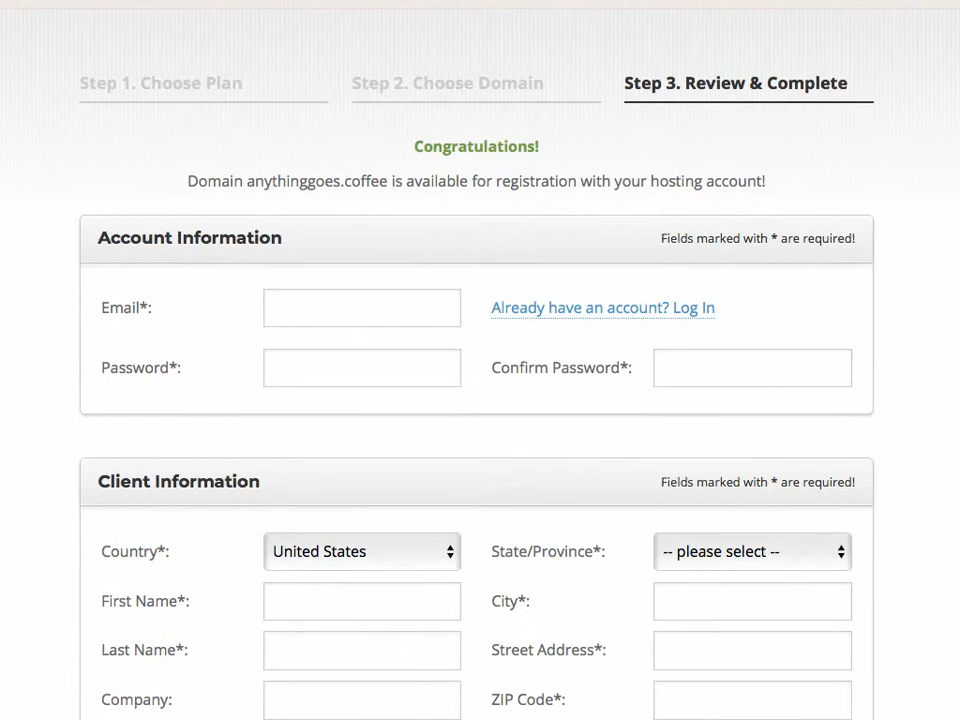 Step 1. Choose Plan Step 2. Choose Domain Step 3. Review & Complete
Congratulations!
Domain anythinggoes.coffee is available for registration with your hosting account!
Account Information Fields marked with * are required!
Email*: Already have an account? Log In
Password*: Confirm Password*:
Client Information Fields marked with * are required!
Country*: United States State/Province*: -- please select --
First Name*: City*:
Last Name*: Street Address*:
Company: ZIP Code*: